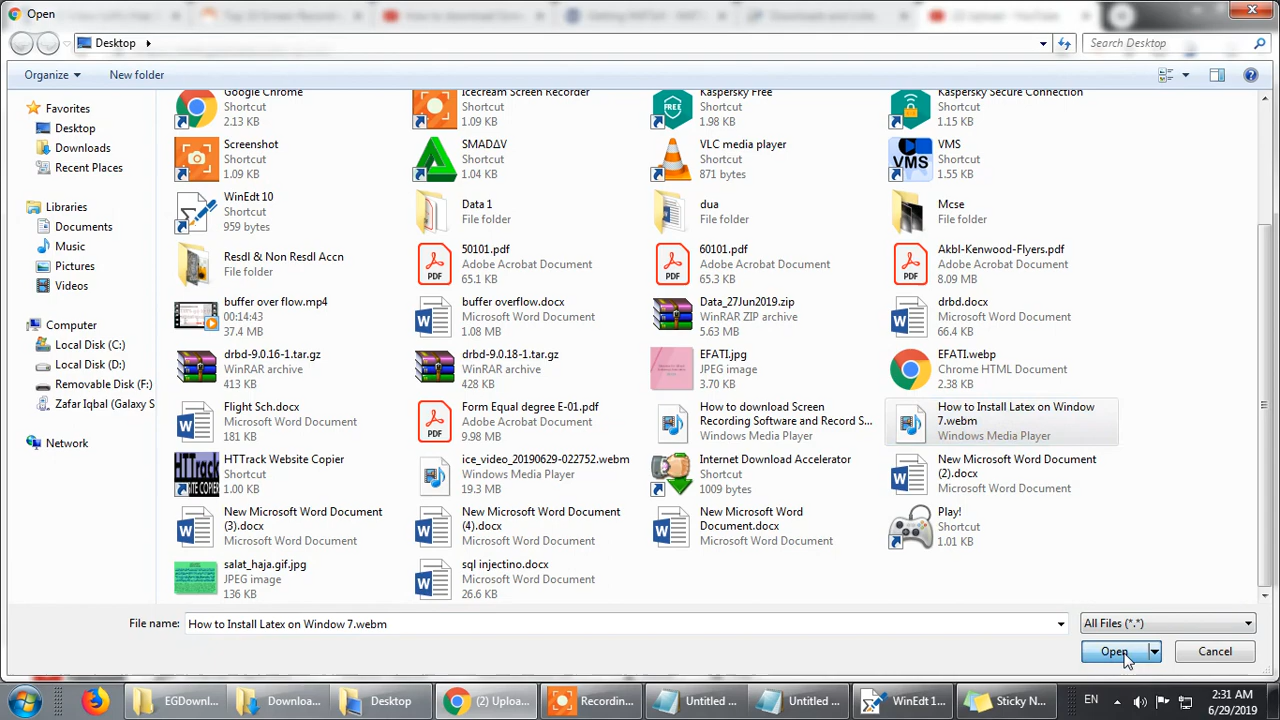 Open
Desktop
Search Desktop
Organize
New folder
Favorites
Desktop
Downloads
Recent Places
Libraries
Documents
Music
Pictures
Videos
Computer
Local Disk (C:)
Local Disk (D:)
Removable Disk (F:)
Zafar Iqbal (Galaxy S
Network
Google Chrome
Shortcut
2.13 KB
Icecream Screen Recorder
Shortcut
1.09 KB
Kaspersky Free
Shortcut
1.98 KB
Kaspersky Secure Connection
Shortcut
1.15 KB
Screenshot
Shortcut
1.09 KB
SMADΔV
Shortcut
1.04 KB
VLC media player
Shortcut
871 bytes
VMS
VMS
Shortcut
1.55 KB
WinEdt 10
Shortcut
959 bytes
Data 1
File folder
dua
File folder
Mcse
File folder
Resdl & Non Resdl Accn
File folder
50101.pdf
Adobe Acrobat Document
65.1 KB
60101.pdf
Adobe Acrobat Document
65.3 KB
Akbl-Kenwood-Flyers.pdf
Adobe Acrobat Document
8.09 MB
buffer over flow.mp4
00:14:43
37.4 MB
buffer overflow.docx
Microsoft Word Document
1.08 MB
Data_27Jun2019.zip
WinRAR ZIP archive
5.63 MB
drbd.docx
Microsoft Word Document
66.4 KB
drbd-9.0.16-1.tar.gz
WinRAR archive
413 KB
drbd-9.0.18-1.tar.gz
WinRAR archive
428 KB
EFATI.jpg
JPEG image
3.70 KB
EFATI.webp
Chrome HTML Document
2.38 KB
Flight Sch.docx
Microsoft Word Document
181 KB
Form Equal degree E-01.pdf
Adobe Acrobat Document
9.98 MB
How to download Screen
Recording Software and Record S...
Windows Media Player
How to Install Latex on Window
7.webm
Windows Media Player
HTTrack Website Copier
Shortcut
1.00 KB
ice_video_20190629-022752.webm
Windows Media Player
19.3 MB
Internet Download Accelerator
Shortcut
1009 bytes
New Microsoft Word Document
(2).docx
Microsoft Word Document
New Microsoft Word Document
(3).docx
Microsoft Word Document
New Microsoft Word Document
(4).docx
Microsoft Word Document
New Microsoft Word
Document.docx
Microsoft Word Document
Play!
Shortcut
1.01 KB
salat_haja.gif.jpg
JPEG image
136 KB
sql injectino.docx
Microsoft Word Document
26.6 KB
File name:
How to Install Latex on Window 7.webm
All Files (*.*)
Open
Cancel
EGDownl...
Downloa...
Desktop
(2) Uploa...
Recording...
Untitled ...
Untitled ...
WinEdt 1...
Sticky N...
EN
2:31 AM
6/29/2019